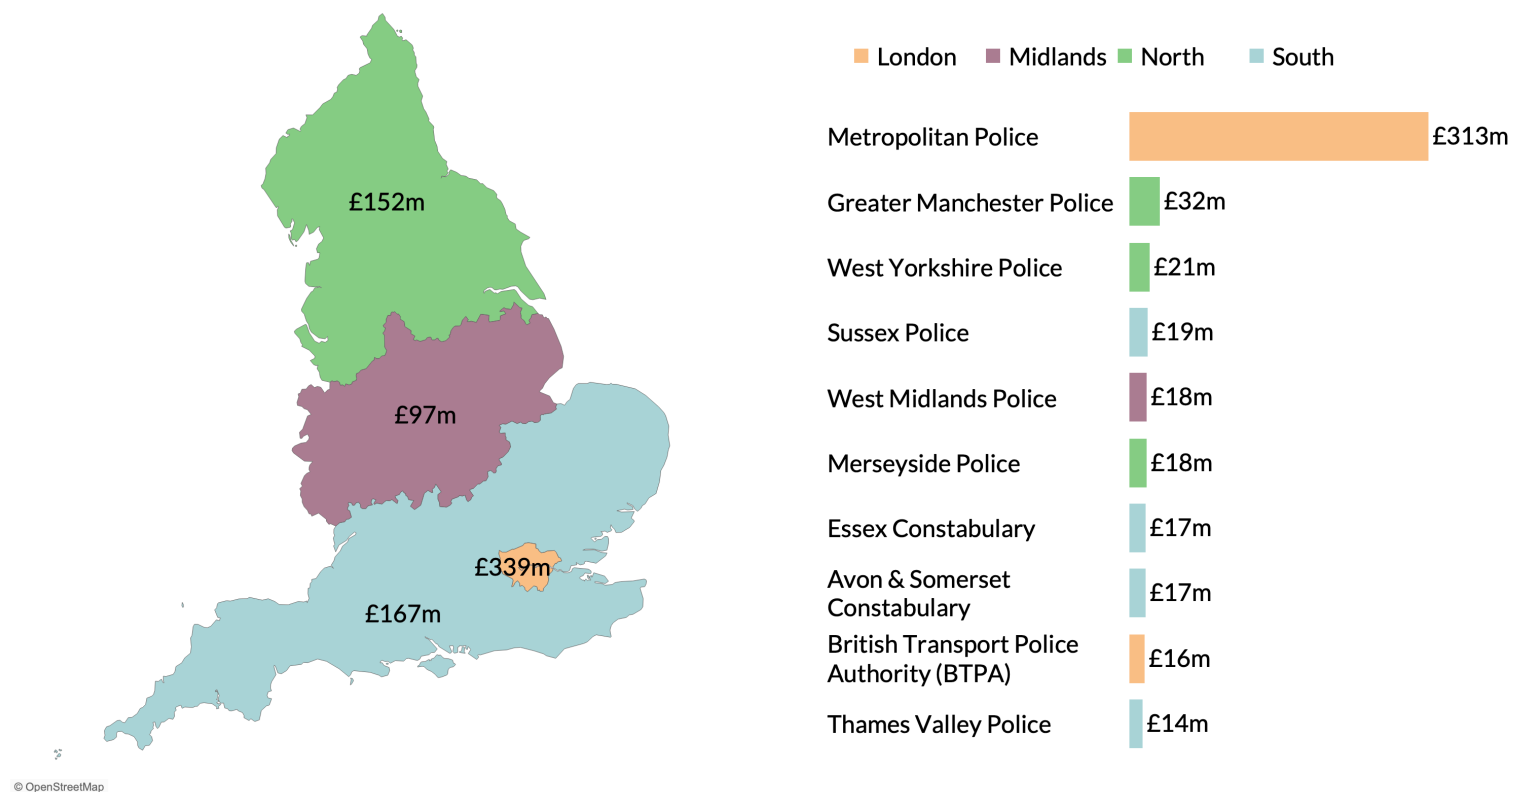 London
Midlands
North
South
£152m
£97m
£339m
£167m
Metropolitan Police
£313m
Greater Manchester Police
£32m
West Yorkshire Police
£21m
Sussex Police
£19m
West Midlands Police
£18m
Merseyside Police
£18m
Essex Constabulary
£17m
Avon & Somerset
Constabulary
£17m
British Transport Police
Authority (BTPA)
£16m
Thames Valley Police
£14m
© OpenStreetMap